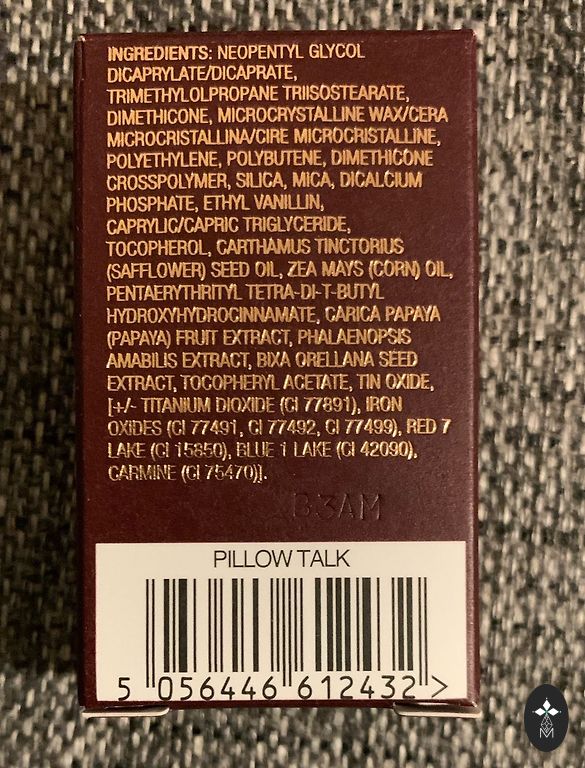 INGREDIENTS: NEOPENTYL GLYCOL
DICAPRYLATE/DICAPRATE,
TRIMETHYLOLPROPANE TRIISOSTEARATE,
DIMETHICONE, MICROCRYSTALLINE WAX/CERA
MICROCRISTALLINA/CIRE MICROCRISTALLINE,
POLYETHYLENE, POLYBUTENE, DIMETHICONE
CROSSPOLYMER, SILICA, MICA, DICALCIUM
PHOSPHATE, ETHYL VANILLIN,
CAPRYLIC/CAPRIC TRIGLYCERIDE,
TOCOPHEROL, CARTHAMUS TINCTORIUS
(SAFFLOWER) SEED OIL, ZEA MAYS (CORN) OIL,
PENTAERYTHRITYL TETRA-DI-T-BUTYL
HYDROXYHYDROCINNAMATE, CARICA PAPAYA
(PAPAYA) FRUIT EXTRACT, PHALAENOPSIS
AMABILIS EXTRACT, BIXA ORELLANA SEED
EXTRACT, TOCOPHERYL ACETATE, TIN OXIDE,
[+/- TITANIUM DIOXIDE (CI 77891), IRON
OXIDES (CI 77491, CI 77492, CI 77499), RED 7
LAKE (CI 15850), BLUE 1 LAKE (CI 42090),
CARMINE (CI 75470)].
B3AM
PILLOW TALK
5 056446 612432 >